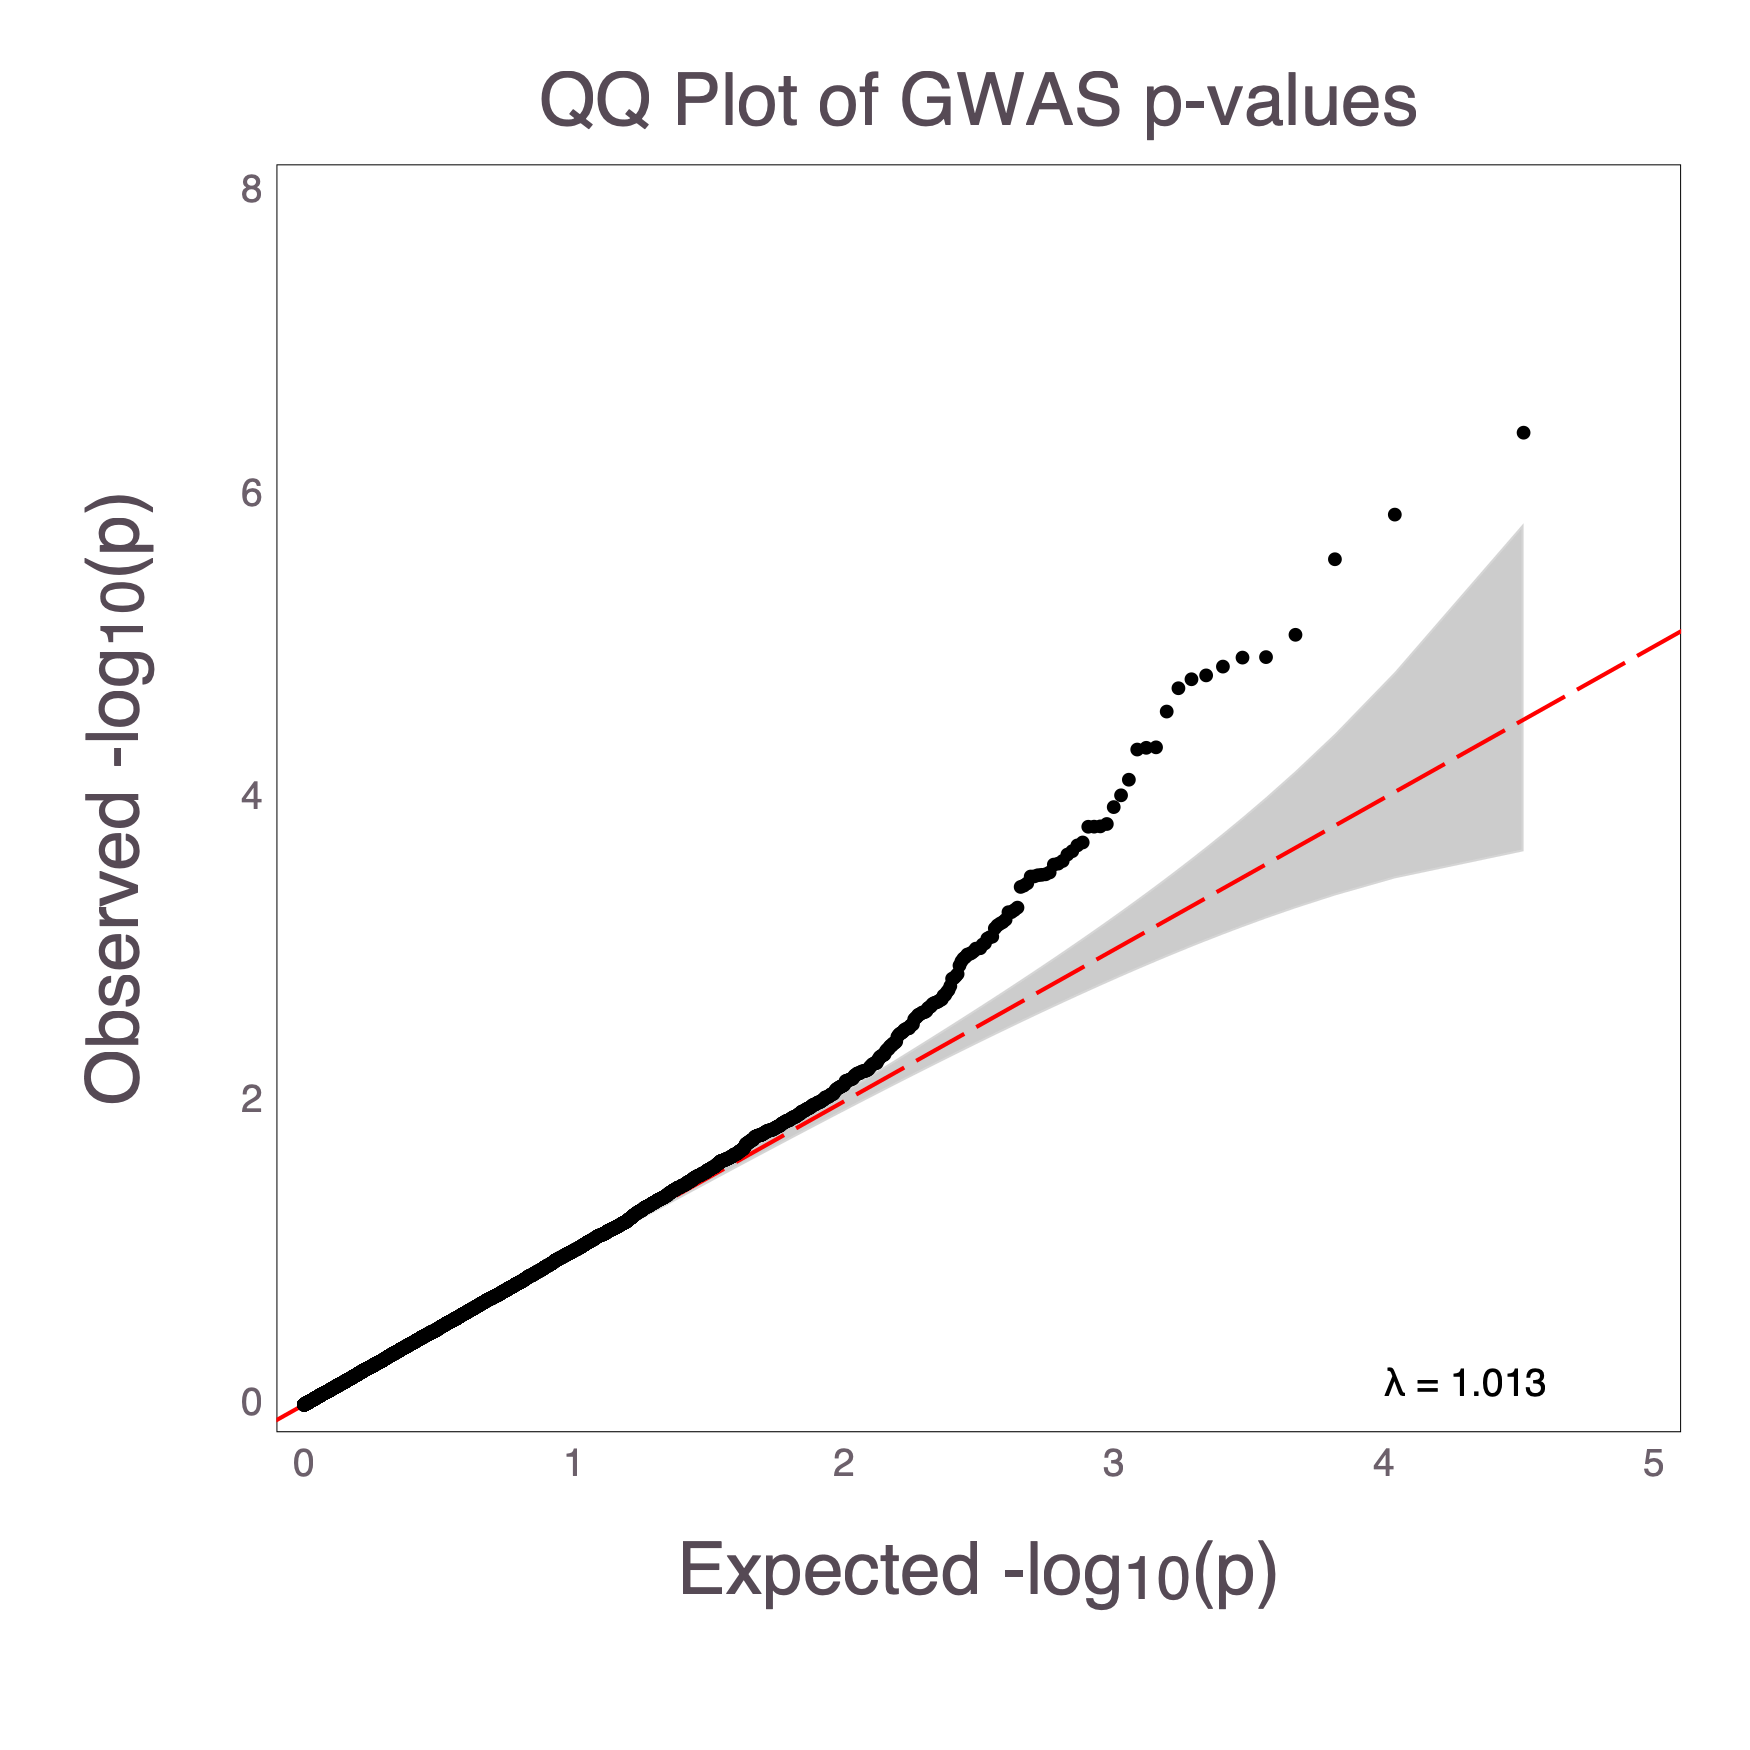 QQ Plot of GWAS p-values
Observed -log10(p)
8
6
4
2
0
λ = 1.013
0 1 2 3 4 5
Expected -log10(p)